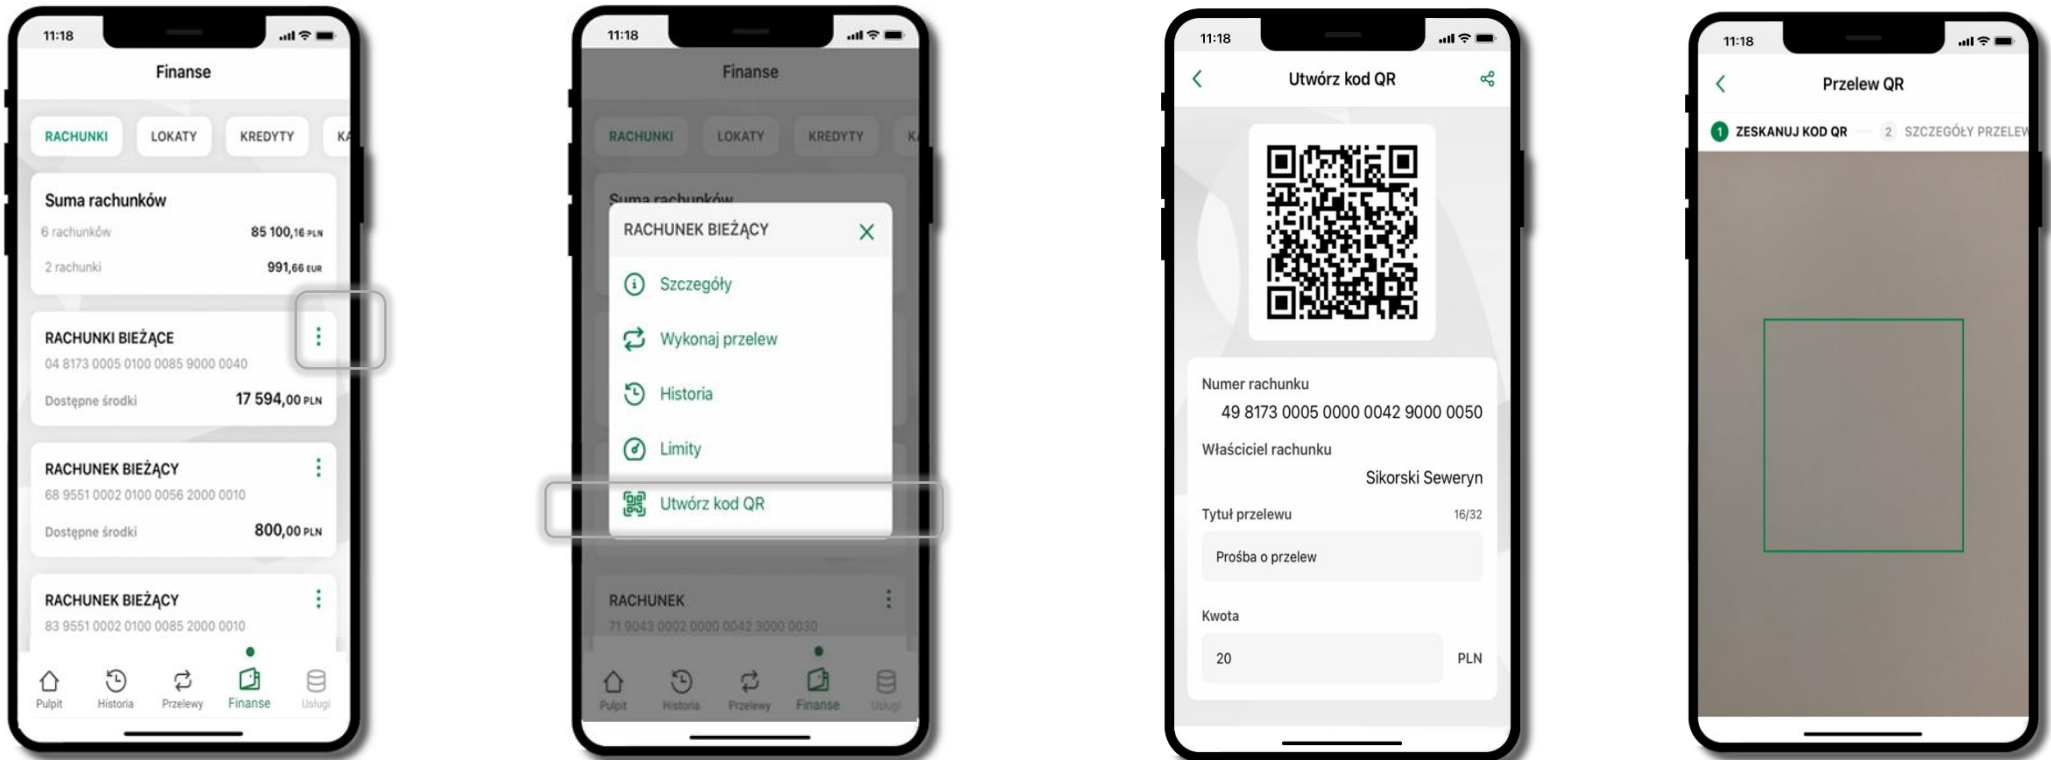 11:18
Finanse
RACHUNKI LOKATY KREDYTY KA
Suma rachunków
6 rachunków 85 100,16 PLN
2 rachunki 991,66 EUR
RACHUNKI BIEŻĄCE
04 8173 0005 0100 0085 9000 0040
Dostępne środki 17 594,00 PLN
RACHUNEK BIEŻĄCY
68 9551 0002 0100 0056 2000 0010
Dostępne środki 800,00 PLN
RACHUNEK BIEŻĄCY
83 9551 0002 0100 0085 2000 0010
Pulpit Historia Przelewy Finanse Usługi
11:18
Finanse
RACHUNKI LOKATY KREDYTY K
Suma rachunków
RACHUNEK BIEŻĄCY
Szczegóły
Wykonaj przelew
Historia
Limity
Utwórz kod QR
RACHUNEK
71 9043 0002 0000 0042 3000 0030
Pulpit Historia Przelewy Finanse Usługi
11:18
Utwórz kod QR
Numer rachunku
49 8173 0005 0000 0042 9000 0050
Właściciel rachunku
Sikorski Seweryn
Tytuł przelewu 16/32
Prośba o przelew
Kwota
20 PLN
11:18
Przelew QR
1 ZESKANUJ KOD QR 2 SZCZEGÓŁY PRZELEW